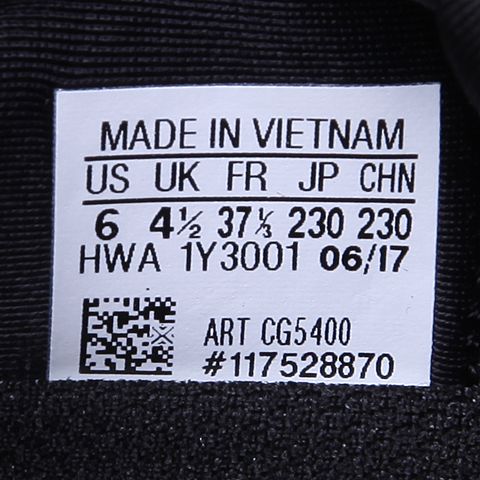 MADE IN VIETNAM
US UK FR JP CHN
6 4½ 37⅓ 230 230
HWA 1Y3001 06/17
ART CG5400
#117528870